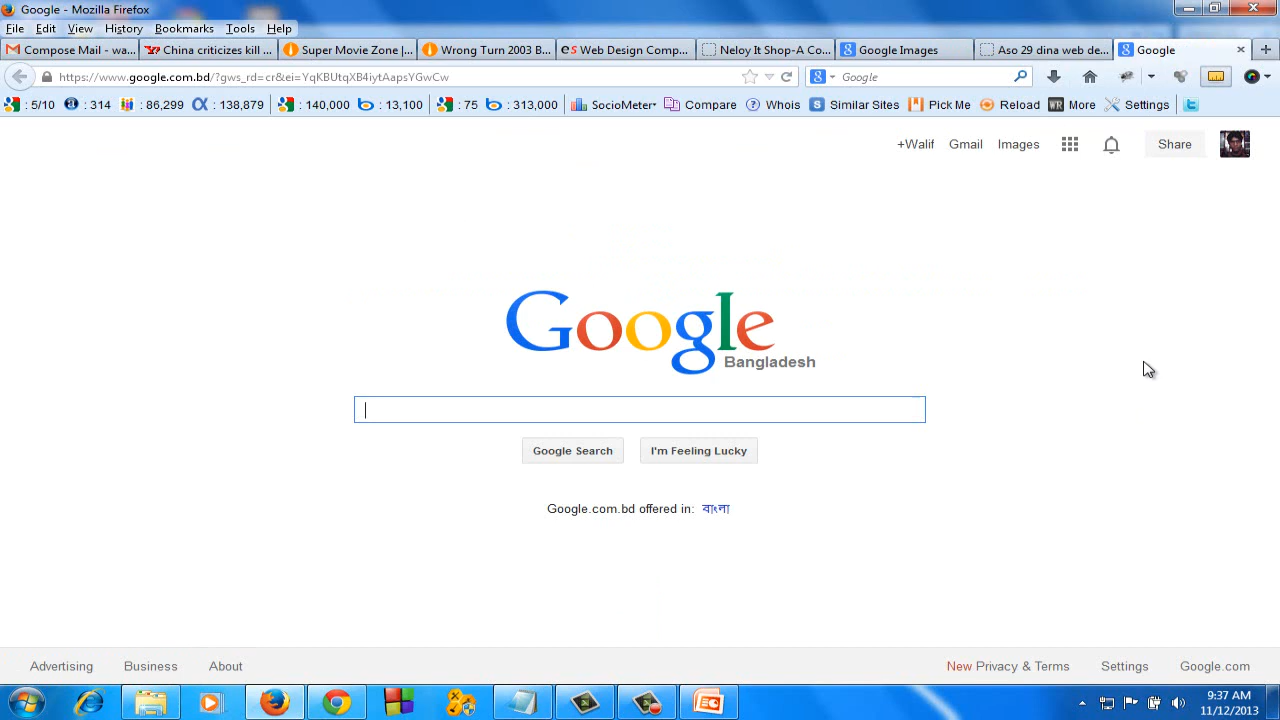 Google - Mozilla Firefox
File Edit View History Bookmarks Tools Help
Compose Mail - wa... China criticizes kill ... Super Movie Zone |... Wrong Turn 2003 B... Web Design Comp... Neloy It Shop-A Co... Google Images Aso 29 dina web de... Google
https://www.google.com.bd/?gws_rd=cr&ei=YqKBUtqXB4iytAapsYGwCw Google
: 5/10 : 314 : 86,299 : 138,879 : 140,000 : 13,100 : 75 : 313,000 SocioMeter Compare Whois Similar Sites Pick Me Reload More Settings
+Walif Gmail Images Share
Google
Bangladesh
Google Search I'm Feeling Lucky
Google.com.bd offered in: বাংলা
Advertising Business About New Privacy & Terms Settings Google.com
9:37 AM
11/12/2013